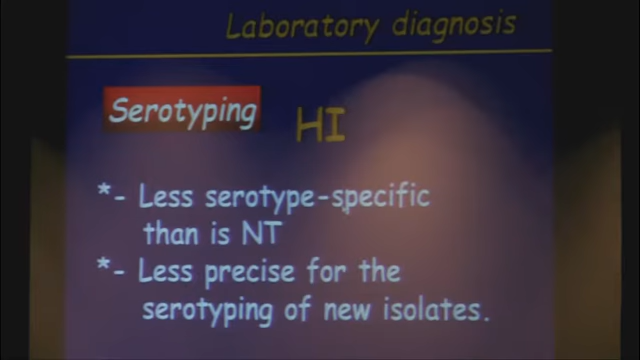 Laboratory diagnosis
Serotyping
HI
*- Less serotype-specific
than is NT
*- Less precise for the
serotyping of new isolates.